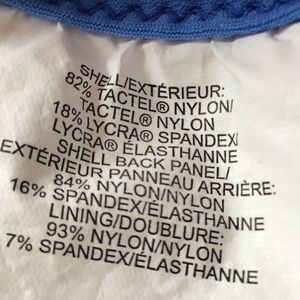 SHELL/EXTÉRIEUR:
82% TACTEL® NYLON/
TACTEL® NYLON
18% LYCRA® SPANDEX/
LYCRA® ÉLASTHANNE
SHELL BACK PANEL/
EXTÉRIEUR PANNEAU ARRIÈRE:
84% NYLON/NYLON
16% SPANDEX/ÉLASTHANNE
LINING/DOUBLURE:
93% NYLON/NYLON
7% SPANDEX/ÉLASTHANNE